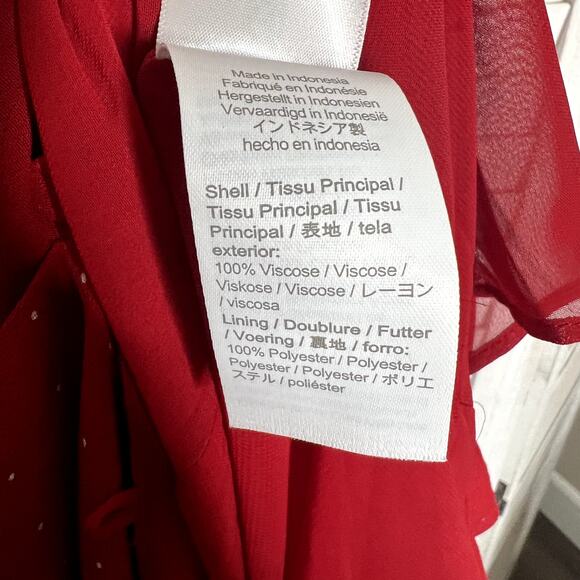 Made in Indonesia
Fabriqué en Indonésie
Hergestellt in Indonesien
Vervaardigd in Indonesië
インドネシア製
hecho en indonesia
Shell / Tissu Principal /
Tissu Principal / Tissu
Principal / 表地 / tela
exterior:
100% Viscose / Viscose /
Viskose / Viscose / レーヨン
/ viscosa
Lining / Doublure / Futter
/ Voering / 裏地 / forro:
100% Polyester / Polyester /
Polyester / Polyester / ポリエ
ステル / poliéster